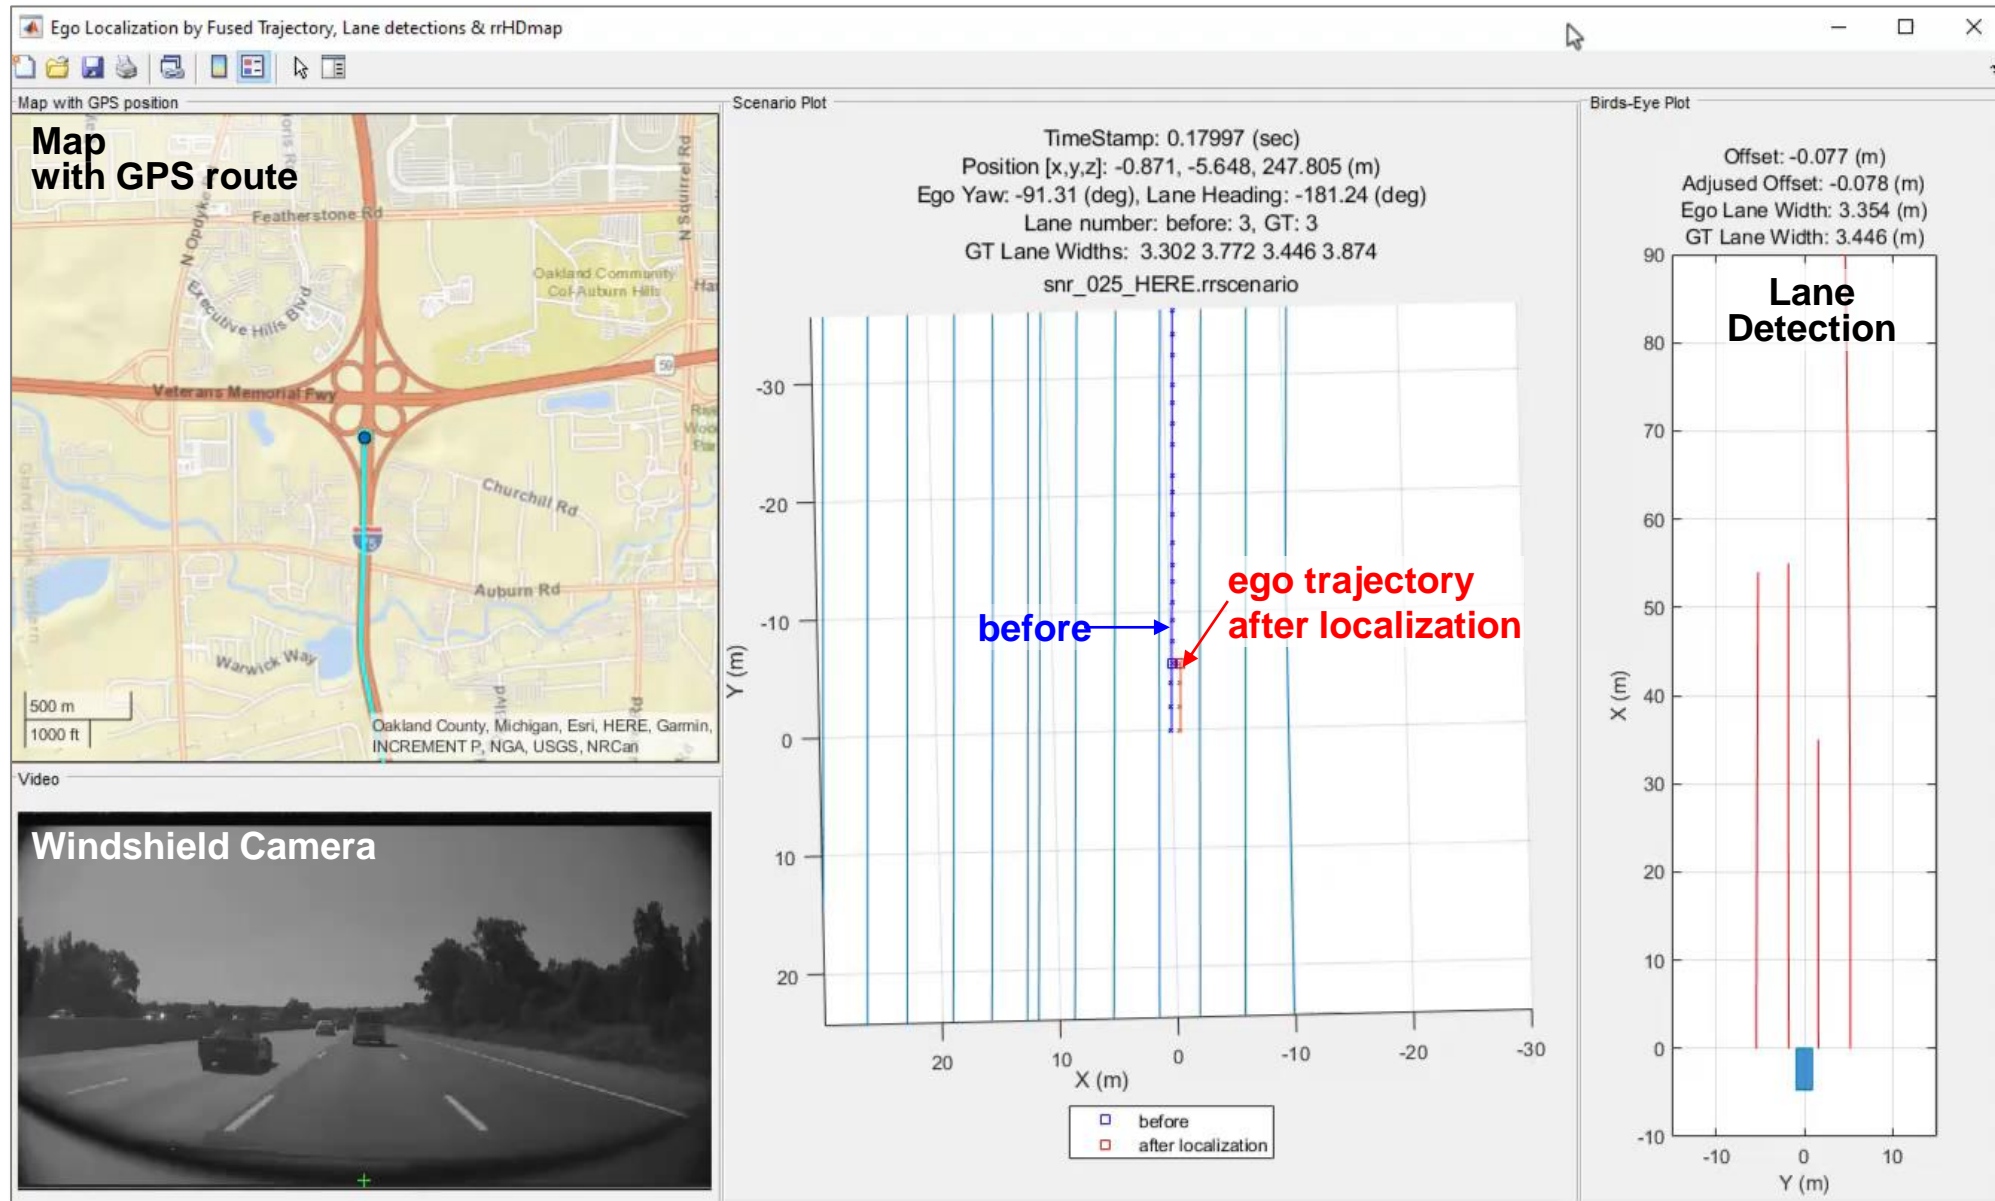 Ego Localization by Fused Trajectory, Lane detections & rrHDmap
Map with GPS position
Map
with GPS route
N Opdyke
Featherstone Rd
N Squirrel Rd
Executive Hills Blvd
Oakland Community
Col-Auburn Hills
Ha
59
Veterans Memorial Fwy
Churchill Rd
Auburn Rd
Warwick Way
500 m
1000 ft
Oakland County, Michigan, Esri, HERE, Garmin,
INCREMENT P, NGA, USGS, NRCan
Video
Windshield Camera
Scenario Plot
TimeStamp: 0.17997 (sec)
Position [x,y,z]: -0.871, -5.648, 247.805 (m)
Ego Yaw: -91.31 (deg), Lane Heading: -181.24 (deg)
Lane number: before: 3, GT: 3
GT Lane Widths: 3.302 3.772 3.446 3.874
snr_025_HERE.rrscenario
-30
-20
-10
0
10
20
Y (m)
before
ego trajectory
after localization
20 10 0 -10 -20 -30
X (m)
before
after localization
Birds-Eye Plot
Offset: -0.077 (m)
Adjused Offset: -0.078 (m)
Ego Lane Width: 3.354 (m)
GT Lane Width: 3.446 (m)
Lane
Detection
90
80
70
60
50
40
30
20
10
0
-10
X (m)
-10 0 10
Y (m)